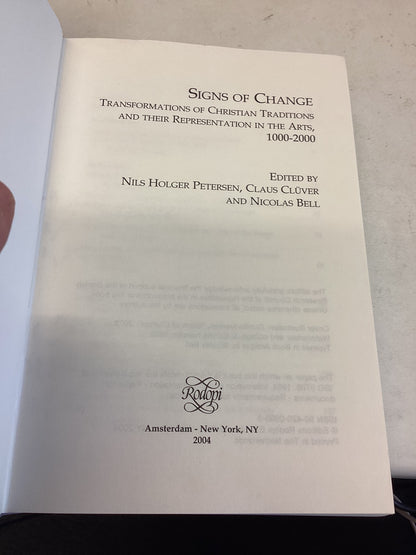 SIGNS OF CHANGE
TRANSFORMATIONS OF CHRISTIAN TRADITIONS
AND THEIR REPRESENTATION IN THE ARTS,
1000-2000
EDITED BY
NILS HOLGER PETERSEN, CLAUS CLÜVER
AND NICOLAS BELL
Rodopi
Amsterdam - New York, NY
2004